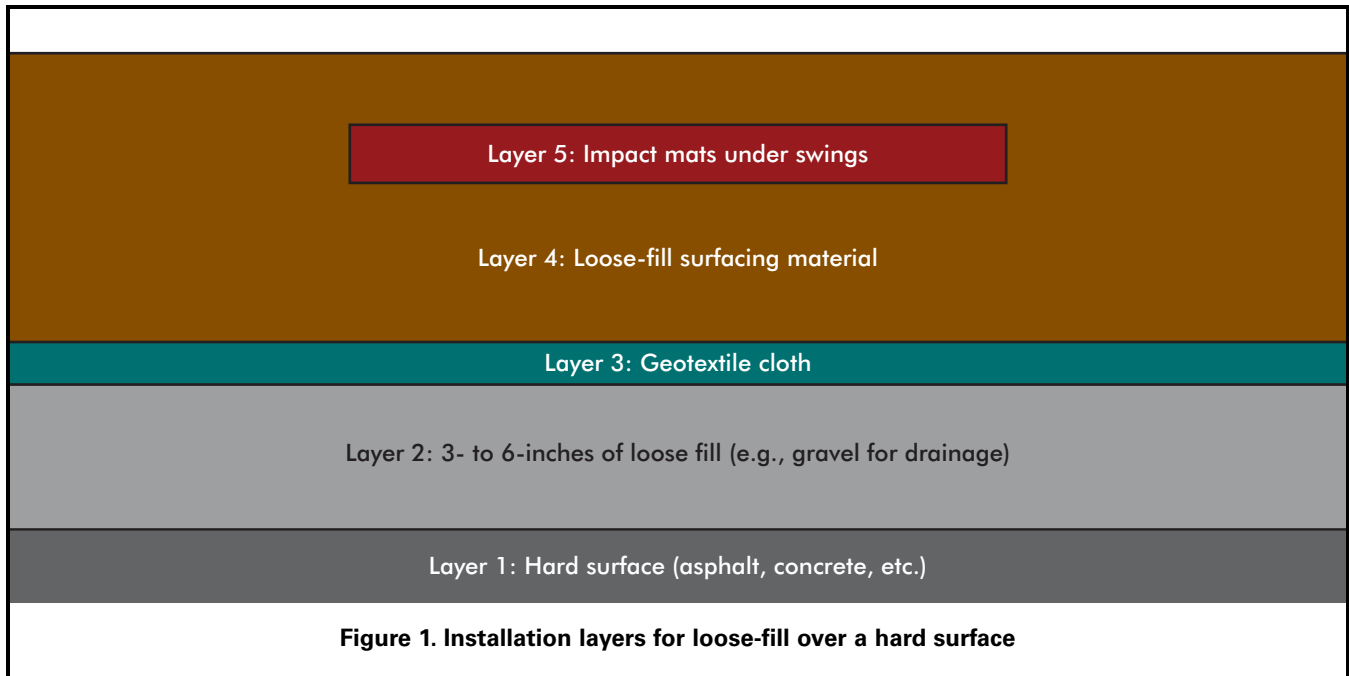 Layer 5: Impact mats under swings
Layer 4: Loose-fill surfacing material
Layer 3: Geotextile cloth
Layer 2: 3- to 6-inches of loose fill (e.g., gravel for drainage)
Layer 1: Hard surface (asphalt, concrete, etc.)
Figure 1. Installation layers for loose-fill over a hard surface